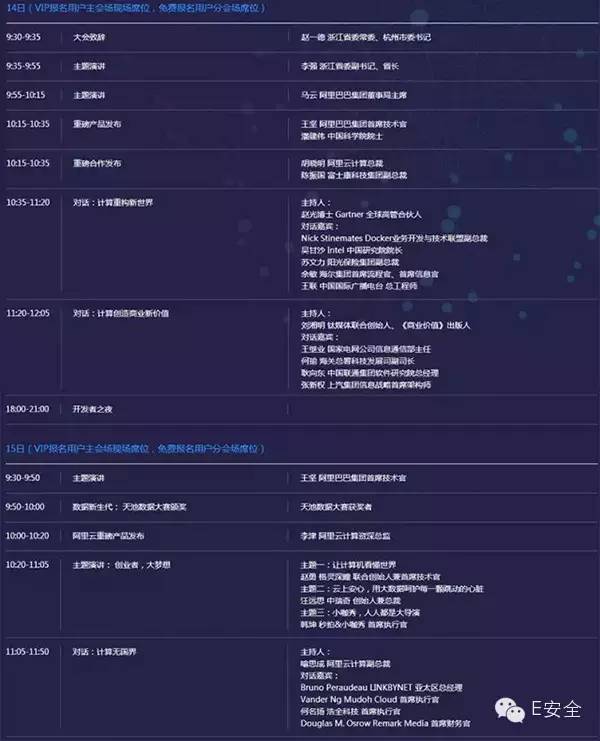 14日（VIP报名用户主会场现场席位，免费报名用户分会场席位）
9:30-9:35 大会致辞 赵一德 浙江省委常委、杭州市委书记
9:35-9:55 主题演讲 李强 浙江省委副书记、省长
9:55-10:15 主题演讲 马云 阿里巴巴集团董事局主席
10:15-10:35 重磅产品发布 王坚 阿里巴巴集团首席技术官
潘建伟 中国科学院院士
10:15-10:35 重磅合作发布 胡晓明 阿里云计算总裁
陈振国 富士康科技集团副总裁
10:35-11:20 对话：计算重构新世界 主持人：
赵光博士 Gartner 全球高管合伙人
对话嘉宾：
Nick Stinemates Docker业务开发与技术联盟副总裁
吴甘沙 Intel 中国研究院院长
苏文力 阳光保险集团副总裁
余敏 海尔集团首席流程官、首席信息官
王联 中国国际广播电台 总工程师
11:20-12:05 对话：计算创造商业新价值 主持人：
刘湘明 钛媒体联合创始人、《商业价值》出版人
对话嘉宾：
王继业 国家电网公司信息通信部主任
何瑜 海关总署科技发展司副司长
耿向东 中国联通集团软件研究院总经理
张新权 上汽集团信息战略首席架构师
18:00-21:00 开发者之夜
15日（VIP报名用户主会场现场席位，免费报名用户分会场席位）
9:30-9:50 主题演讲 王坚 阿里巴巴集团首席技术官
9:50-10:00 数据新生代：天池数据大赛颁奖 天池数据大赛获奖者
10:00-10:20 阿里云重磅产品发布 李津 阿里云计算资深总监
10:20-11:05 主题演讲：创业者，大梦想 主题一：让计算机看懂世界
赵勇 格灵深瞳 联合创始人兼首席技术官
主题二：云上安心，用大数据呵护每一颗跳动的心脏
汪远思 中瑞奇 创始人兼总裁
主题三：小咖秀，人人都是大导演
韩坤 秒拍&小咖秀 首席执行官
11:05-11:50 对话：计算无国界 主持人：
喻思成 阿里云计算副总裁
对话嘉宾：
Bruno Peraudeau LINKBYNET 亚太区总经理
Vander Ng Mudoh Cloud 首席执行官
何名扬 浩全科技 首席执行官
Douglas M. Osrow Remark Media 首席财务官
E安全